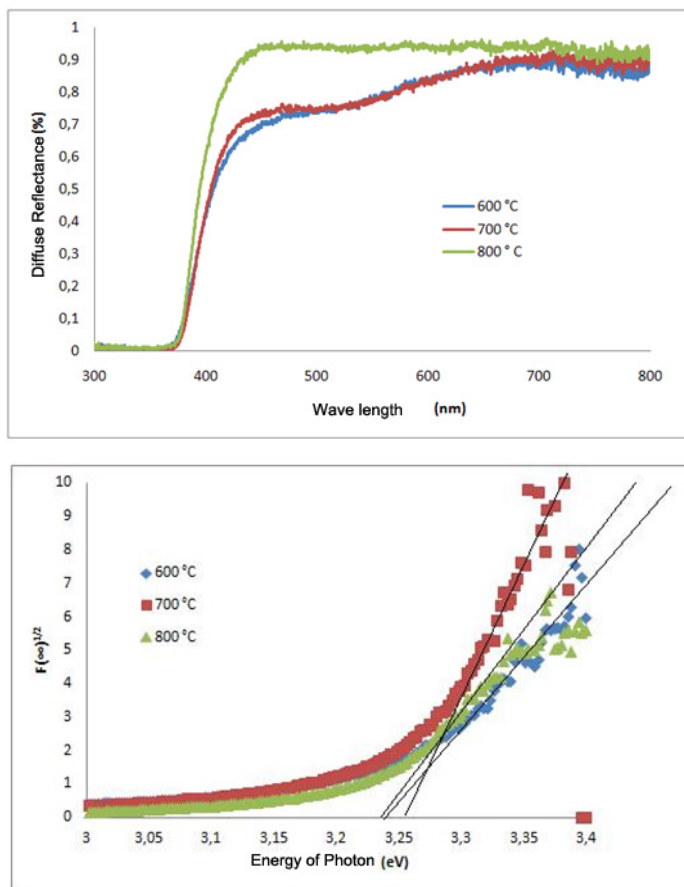 1
0,9
0,8
0,7
0,6
0,5
0,4
0,3
0,2
0,1
0
Diffuse Reflectance (%)
600 °C
700 °C
800 ° C
300 400 500 600 700 800
Wave length (nm)
10
9
8
7
6
5
4
3
2
1
0
F(∞)1/2
600 °C
700 °C
800 °C
3 3,05 3,1 3,15 3,2 3,25 3,3 3,35 3,4
Energy of Photon (eV)